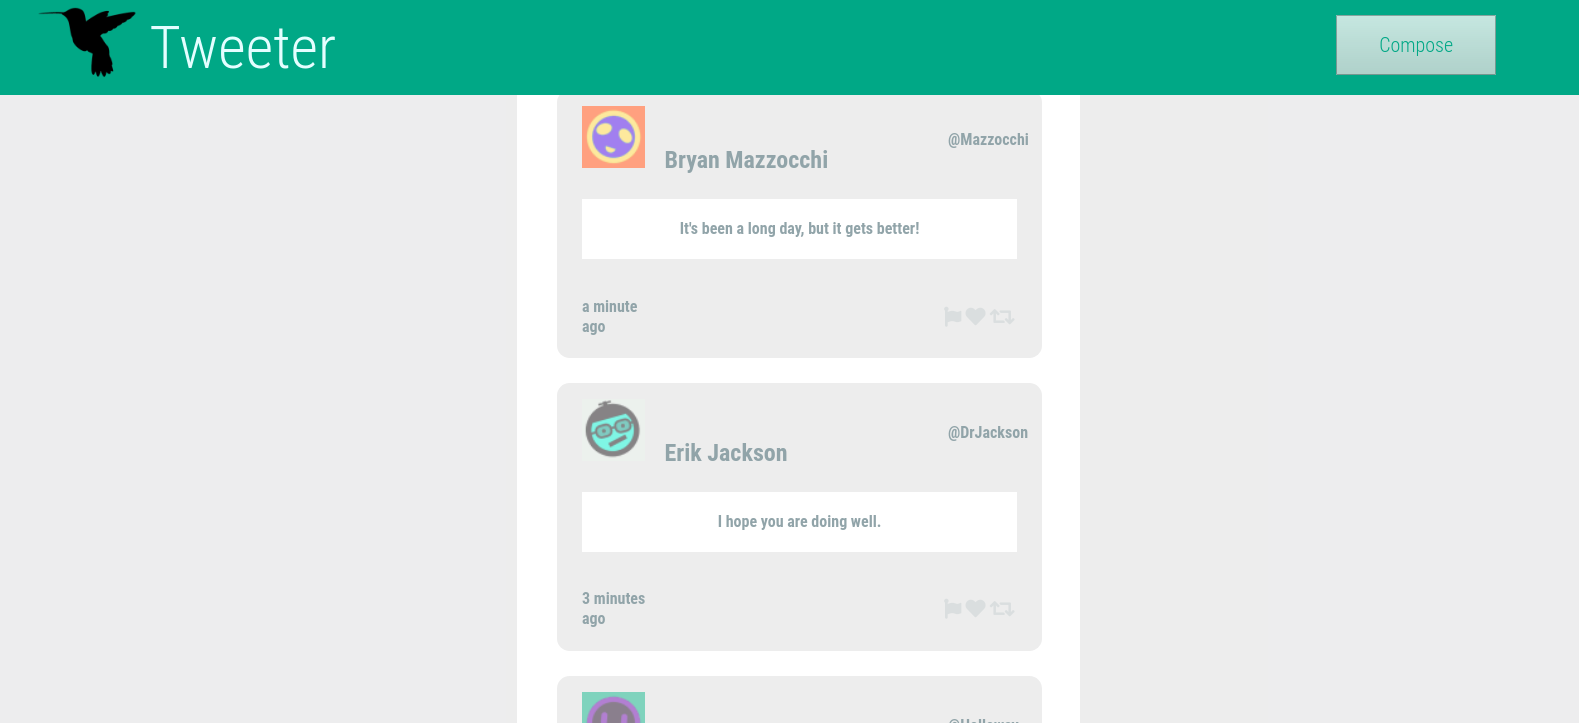 Tweeter
Compose
@Mazzocchi
Bryan Mazzocchi
It's been a long day, but it gets better!
a minute
ago
@DrJackson
Erik Jackson
I hope you are doing well.
3 minutes
ago